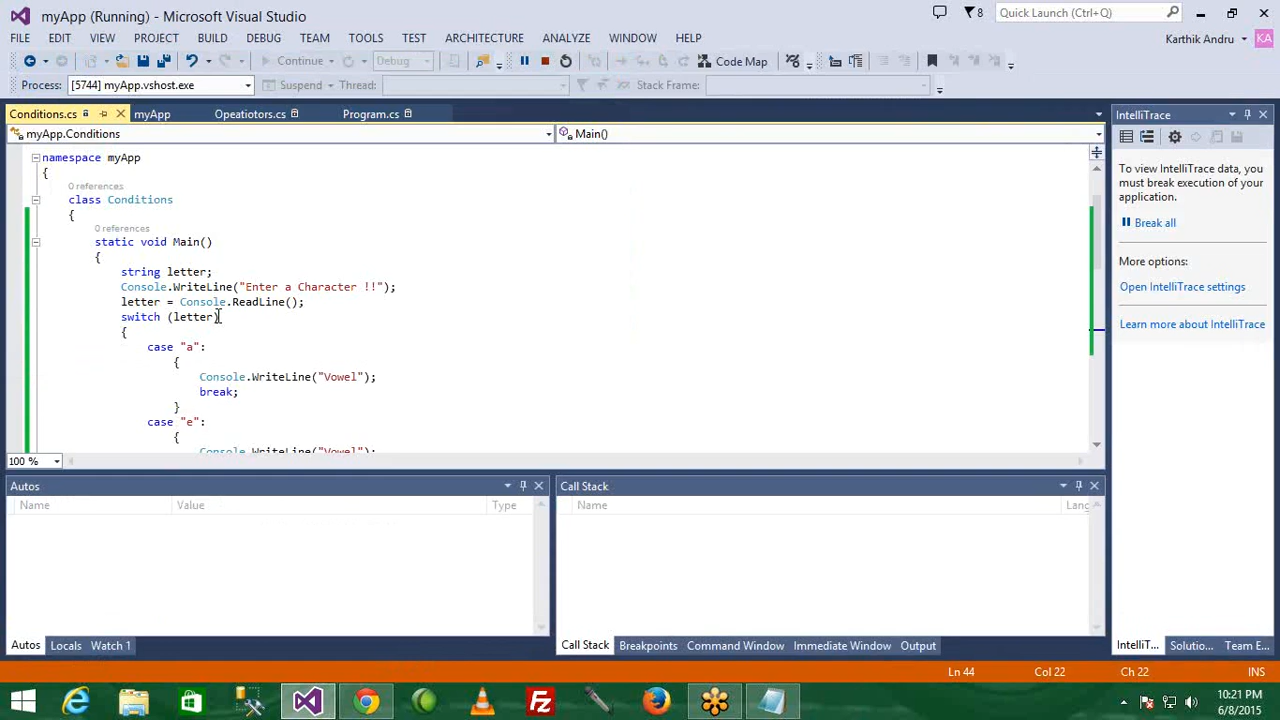 myApp (Running) - Microsoft Visual Studio
8
Quick Launch (Ctrl+Q)
FILE EDIT VIEW PROJECT BUILD DEBUG TEAM TOOLS TEST ARCHITECTURE ANALYZE WINDOW HELP
Karthik Andru KA
Continue Debug Code Map
Process: [5744] myApp.vshost.exe Suspend Thread: Stack Frame:
Conditions.cs myApp Opeatiotors.cs Program.cs
myApp.Conditions Main()
namespace myApp
{
0 references
class Conditions
{
0 references
static void Main()
{
string letter;
Console.WriteLine("Enter a Character !!");
letter = Console.ReadLine();
switch (letter)
{
case "a":
{
Console.WriteLine("Vowel");
break;
}
case "e":
{
Console.WriteLine("Vowel");
100 %
IntelliTrace
To view IntelliTrace data, you
must break execution of your
application.
Break all
More options:
Open IntelliTrace settings
Learn more about IntelliTrace
Autos
Name Value Type
Call Stack
Name Lang
Autos Locals Watch 1
Call Stack Breakpoints Command Window Immediate Window Output
IntelliT... Solutio... Team E...
Ln 44 Col 22 Ch 22 INS
10:21 PM
6/8/2015